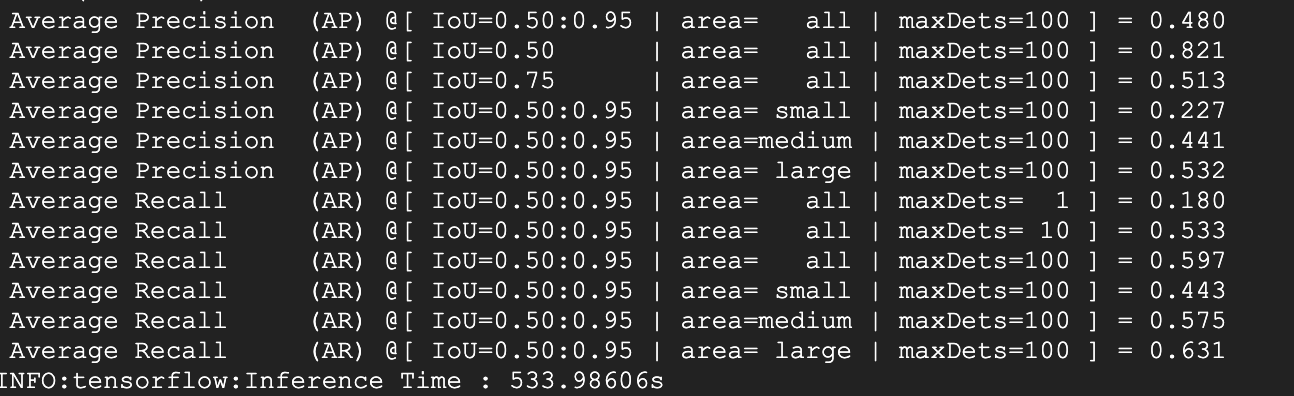 Average Precision  (AP) @[ IoU=0.50:0.95 | area=   all | maxDets=100 ] = 0.480
Average Precision  (AP) @[ IoU=0.50      | area=   all | maxDets=100 ] = 0.821
Average Precision  (AP) @[ IoU=0.75      | area=   all | maxDets=100 ] = 0.513
Average Precision  (AP) @[ IoU=0.50:0.95 | area= small | maxDets=100 ] = 0.227
Average Precision  (AP) @[ IoU=0.50:0.95 | area=medium | maxDets=100 ] = 0.441
Average Precision  (AP) @[ IoU=0.50:0.95 | area= large | maxDets=100 ] = 0.532
Average Recall     (AR) @[ IoU=0.50:0.95 | area=   all | maxDets=  1 ] = 0.180
Average Recall     (AR) @[ IoU=0.50:0.95 | area=   all | maxDets= 10 ] = 0.533
Average Recall     (AR) @[ IoU=0.50:0.95 | area=   all | maxDets=100 ] = 0.597
Average Recall     (AR) @[ IoU=0.50:0.95 | area= small | maxDets=100 ] = 0.443
Average Recall     (AR) @[ IoU=0.50:0.95 | area=medium | maxDets=100 ] = 0.575
Average Recall     (AR) @[ IoU=0.50:0.95 | area= large | maxDets=100 ] = 0.631
INFO:tensorflow:Inference Time : 533.98606s